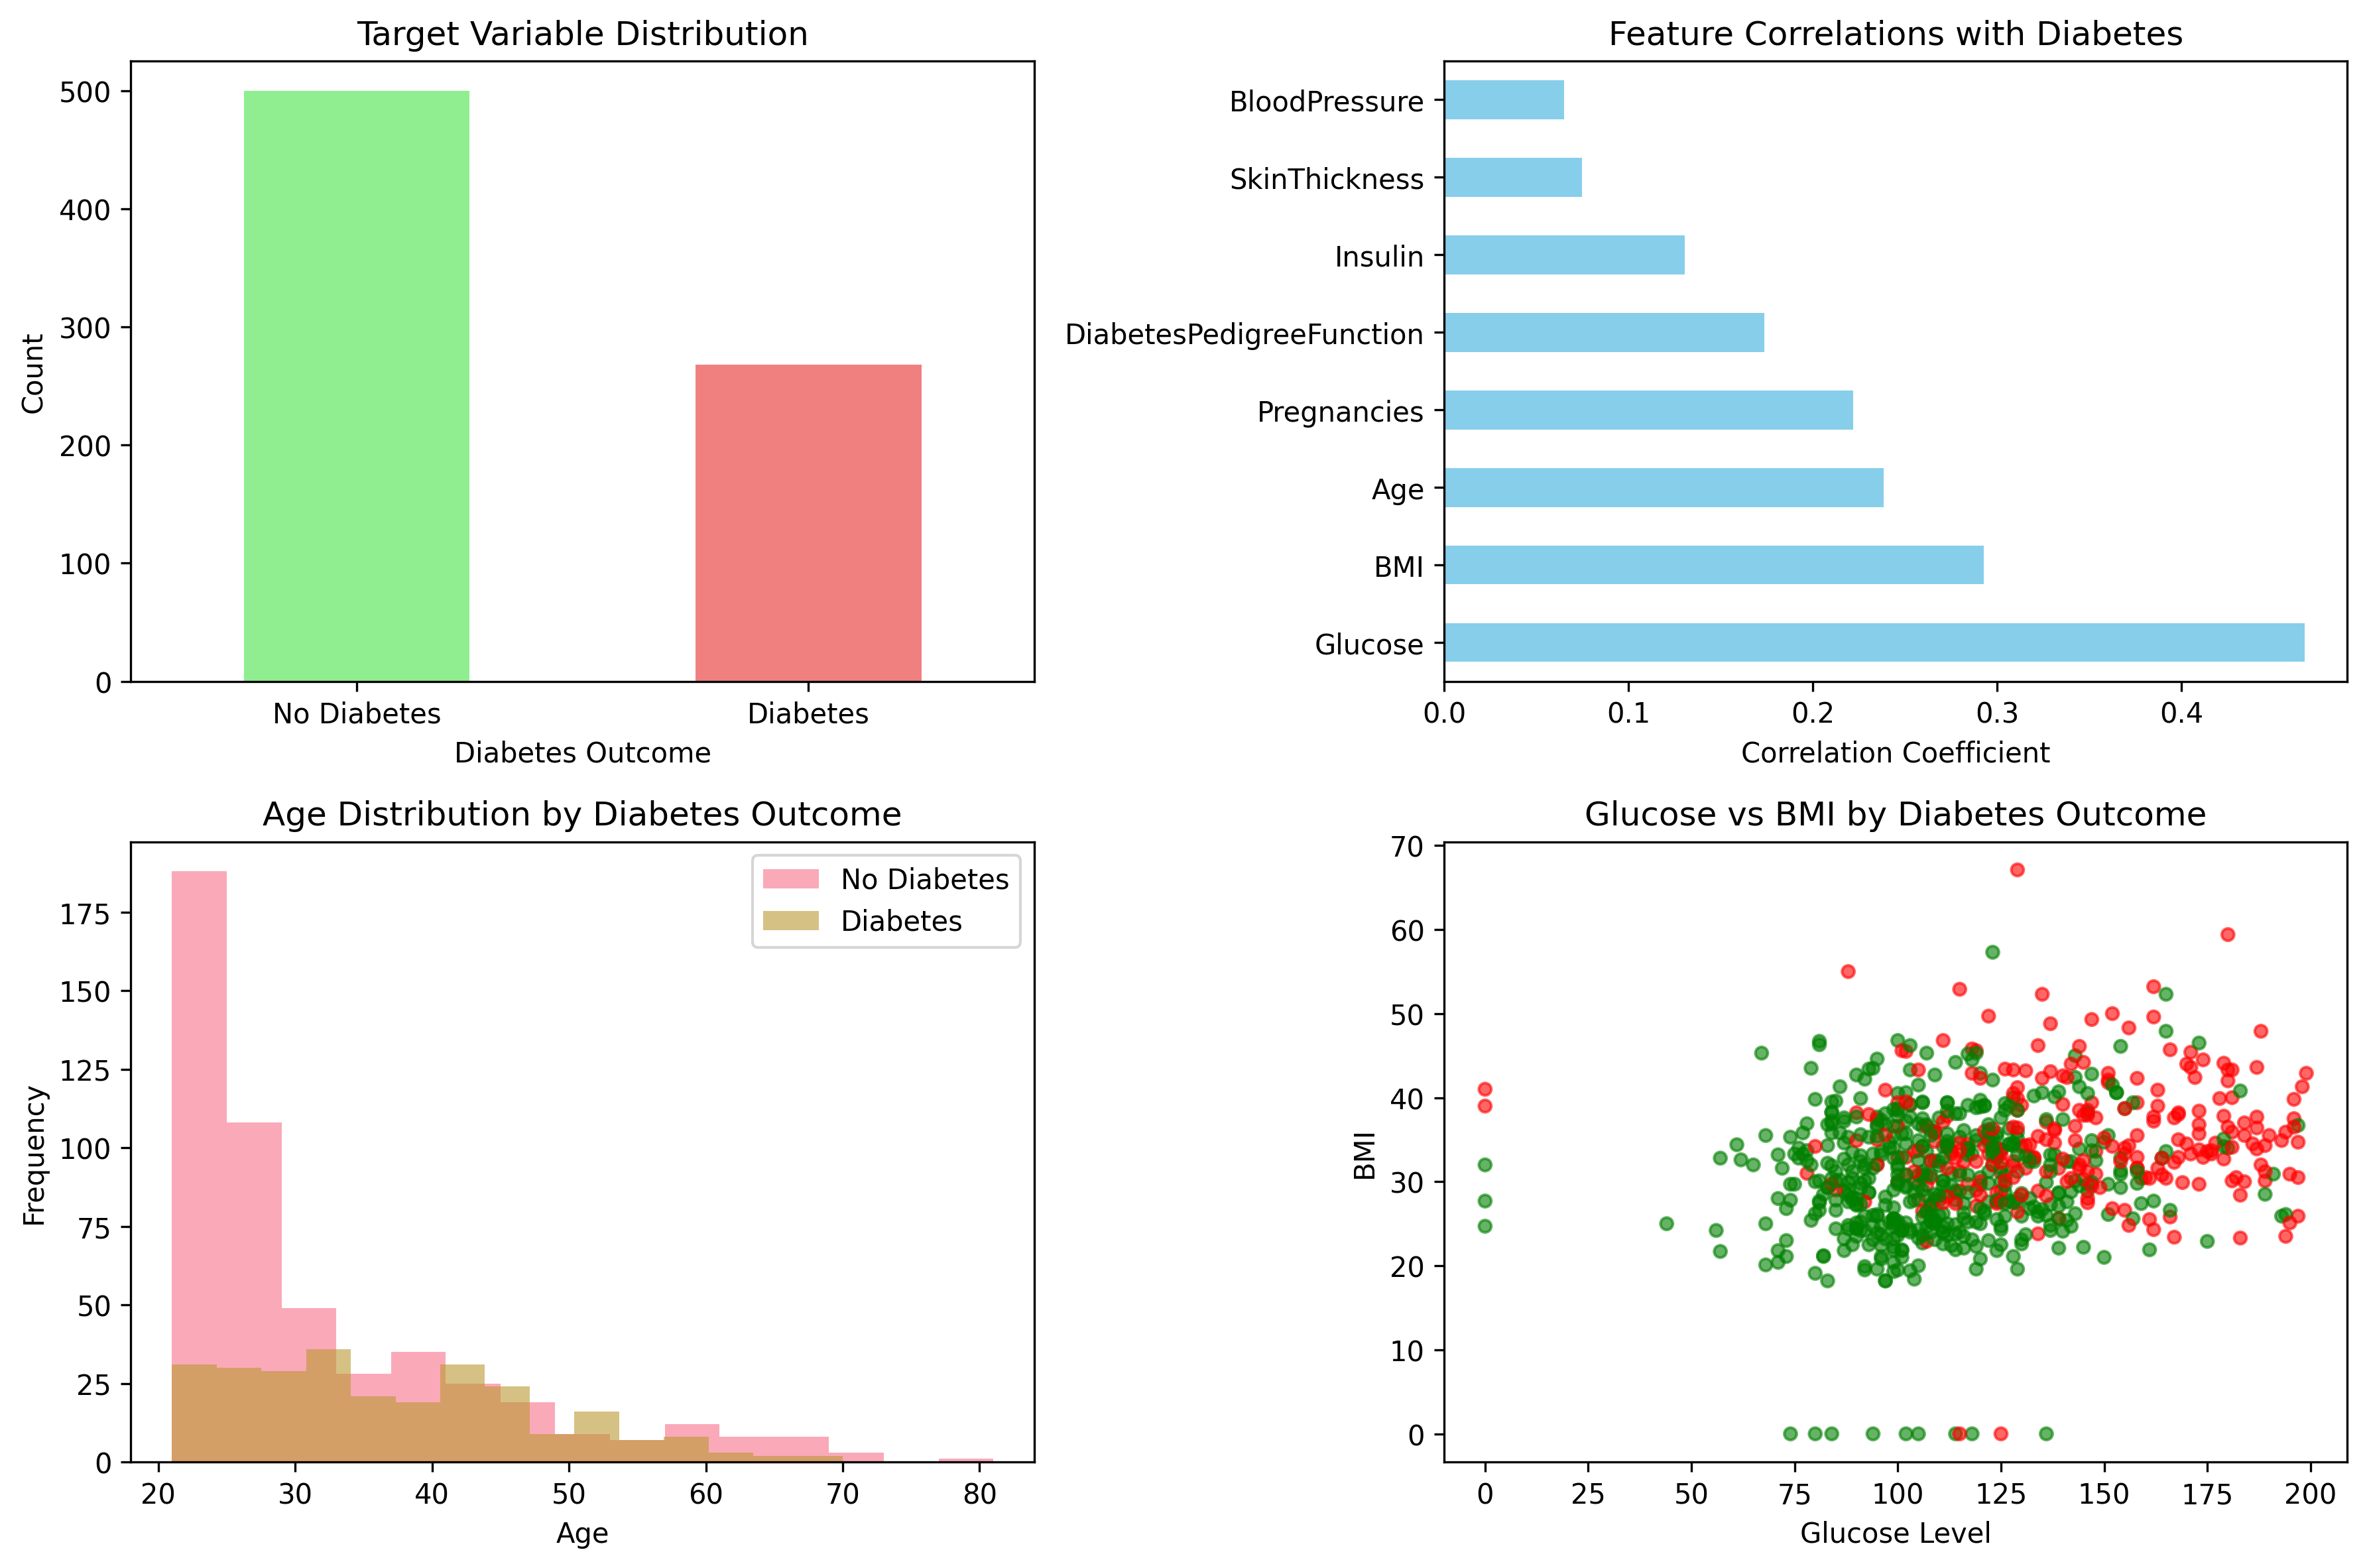 Target Variable Distribution
500
400
300
200
100
0
Count
No Diabetes
Diabetes
Diabetes Outcome
Feature Correlations with Diabetes
BloodPressure
SkinThickness
Insulin
DiabetesPedigreeFunction
Pregnancies
Age
BMI
Glucose
0.0
0.1
0.2
0.3
0.4
Correlation Coefficient
Age Distribution by Diabetes Outcome
No Diabetes
Diabetes
175
150
125
100
75
50
25
0
Frequency
20
30
40
50
60
70
80
Age
Glucose vs BMI by Diabetes Outcome
70
60
50
40
30
20
10
0
BMI
0
25
50
75
100
125
150
175
200
Glucose Level